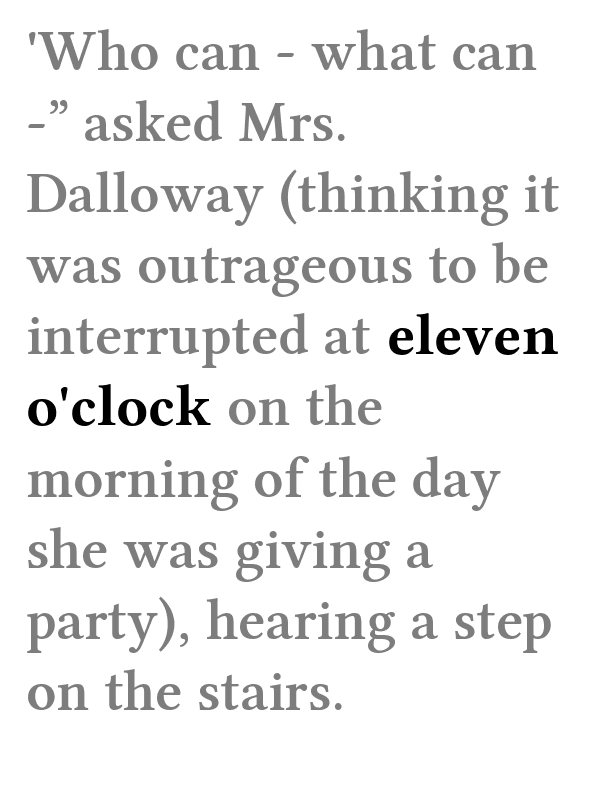 'Who can - what can
-” asked Mrs.
Dalloway (thinking it
was outrageous to be
interrupted at eleven
o'clock on the
morning of the day
she was giving a
party), hearing a step
on the stairs.